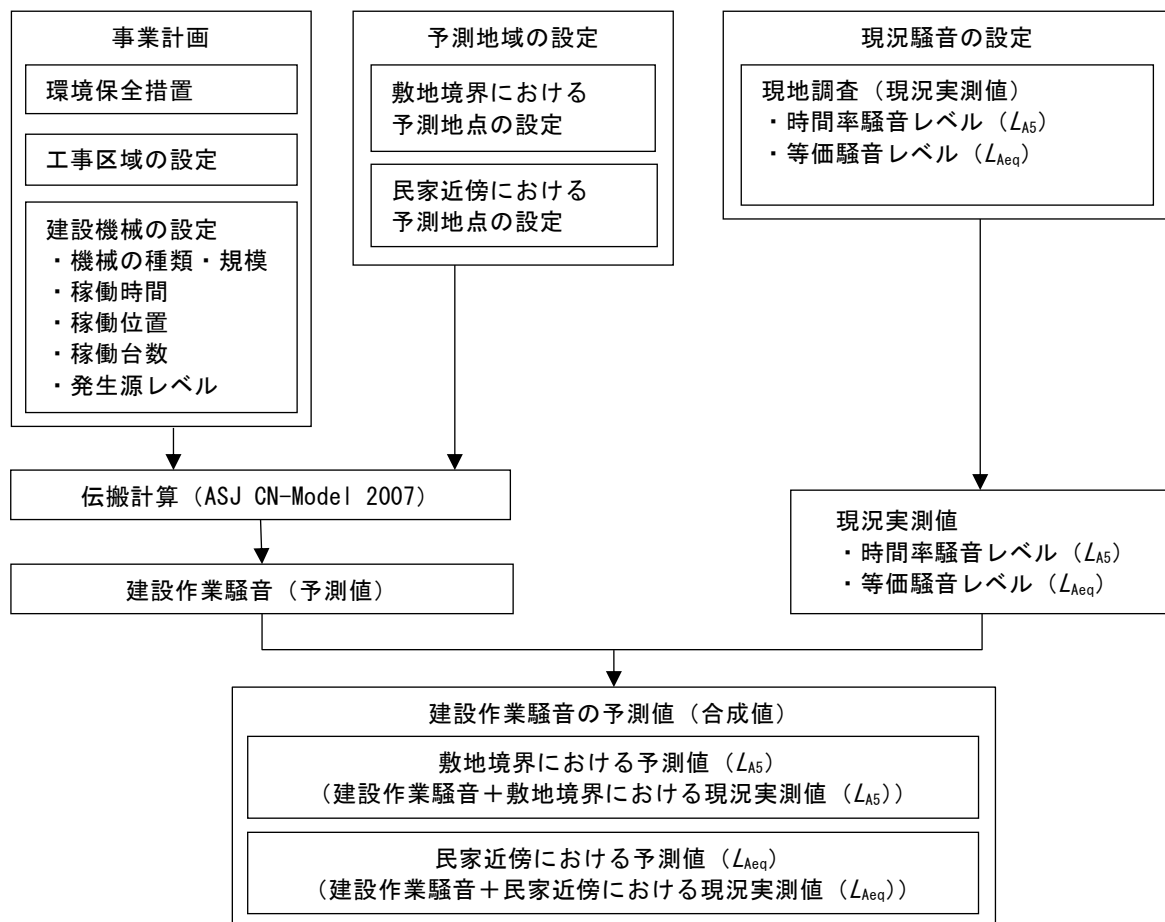 事業計画
環境保全措置
工事区域の設定
建設機械の設定
・機械の種類・規模
・稼働時間
・稼働位置
・稼働台数
・発生源レベル
予測地域の設定
敷地境界における
予測地点の設定
民家近傍における
予測地点の設定
現況騒音の設定
現地調査（現況実測値）
・時間率騒音レベル（LA5）
・等価騒音レベル（LAeq）
伝搬計算（ASJ CN-Model 2007）
建設作業騒音（予測値）
現況実測値
・時間率騒音レベル（LA5）
・等価騒音レベル（LAeq）
建設作業騒音の予測値（合成値）
敷地境界における予測値（LA5）
（建設作業騒音＋敷地境界における現況実測値（LA5））
民家近傍における予測値（LAeq）
（建設作業騒音＋民家近傍における現況実測値（LAeq））